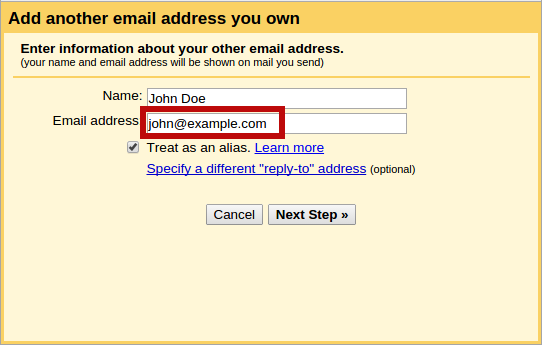 Add another email address you own
Enter information about your other email address.
(your name and email address will be shown on mail you send)
Name: John Doe
Email address: john@example.com
Treat as an alias. Learn more
Specify a different "reply-to" address (optional)
Cancel Next Step »